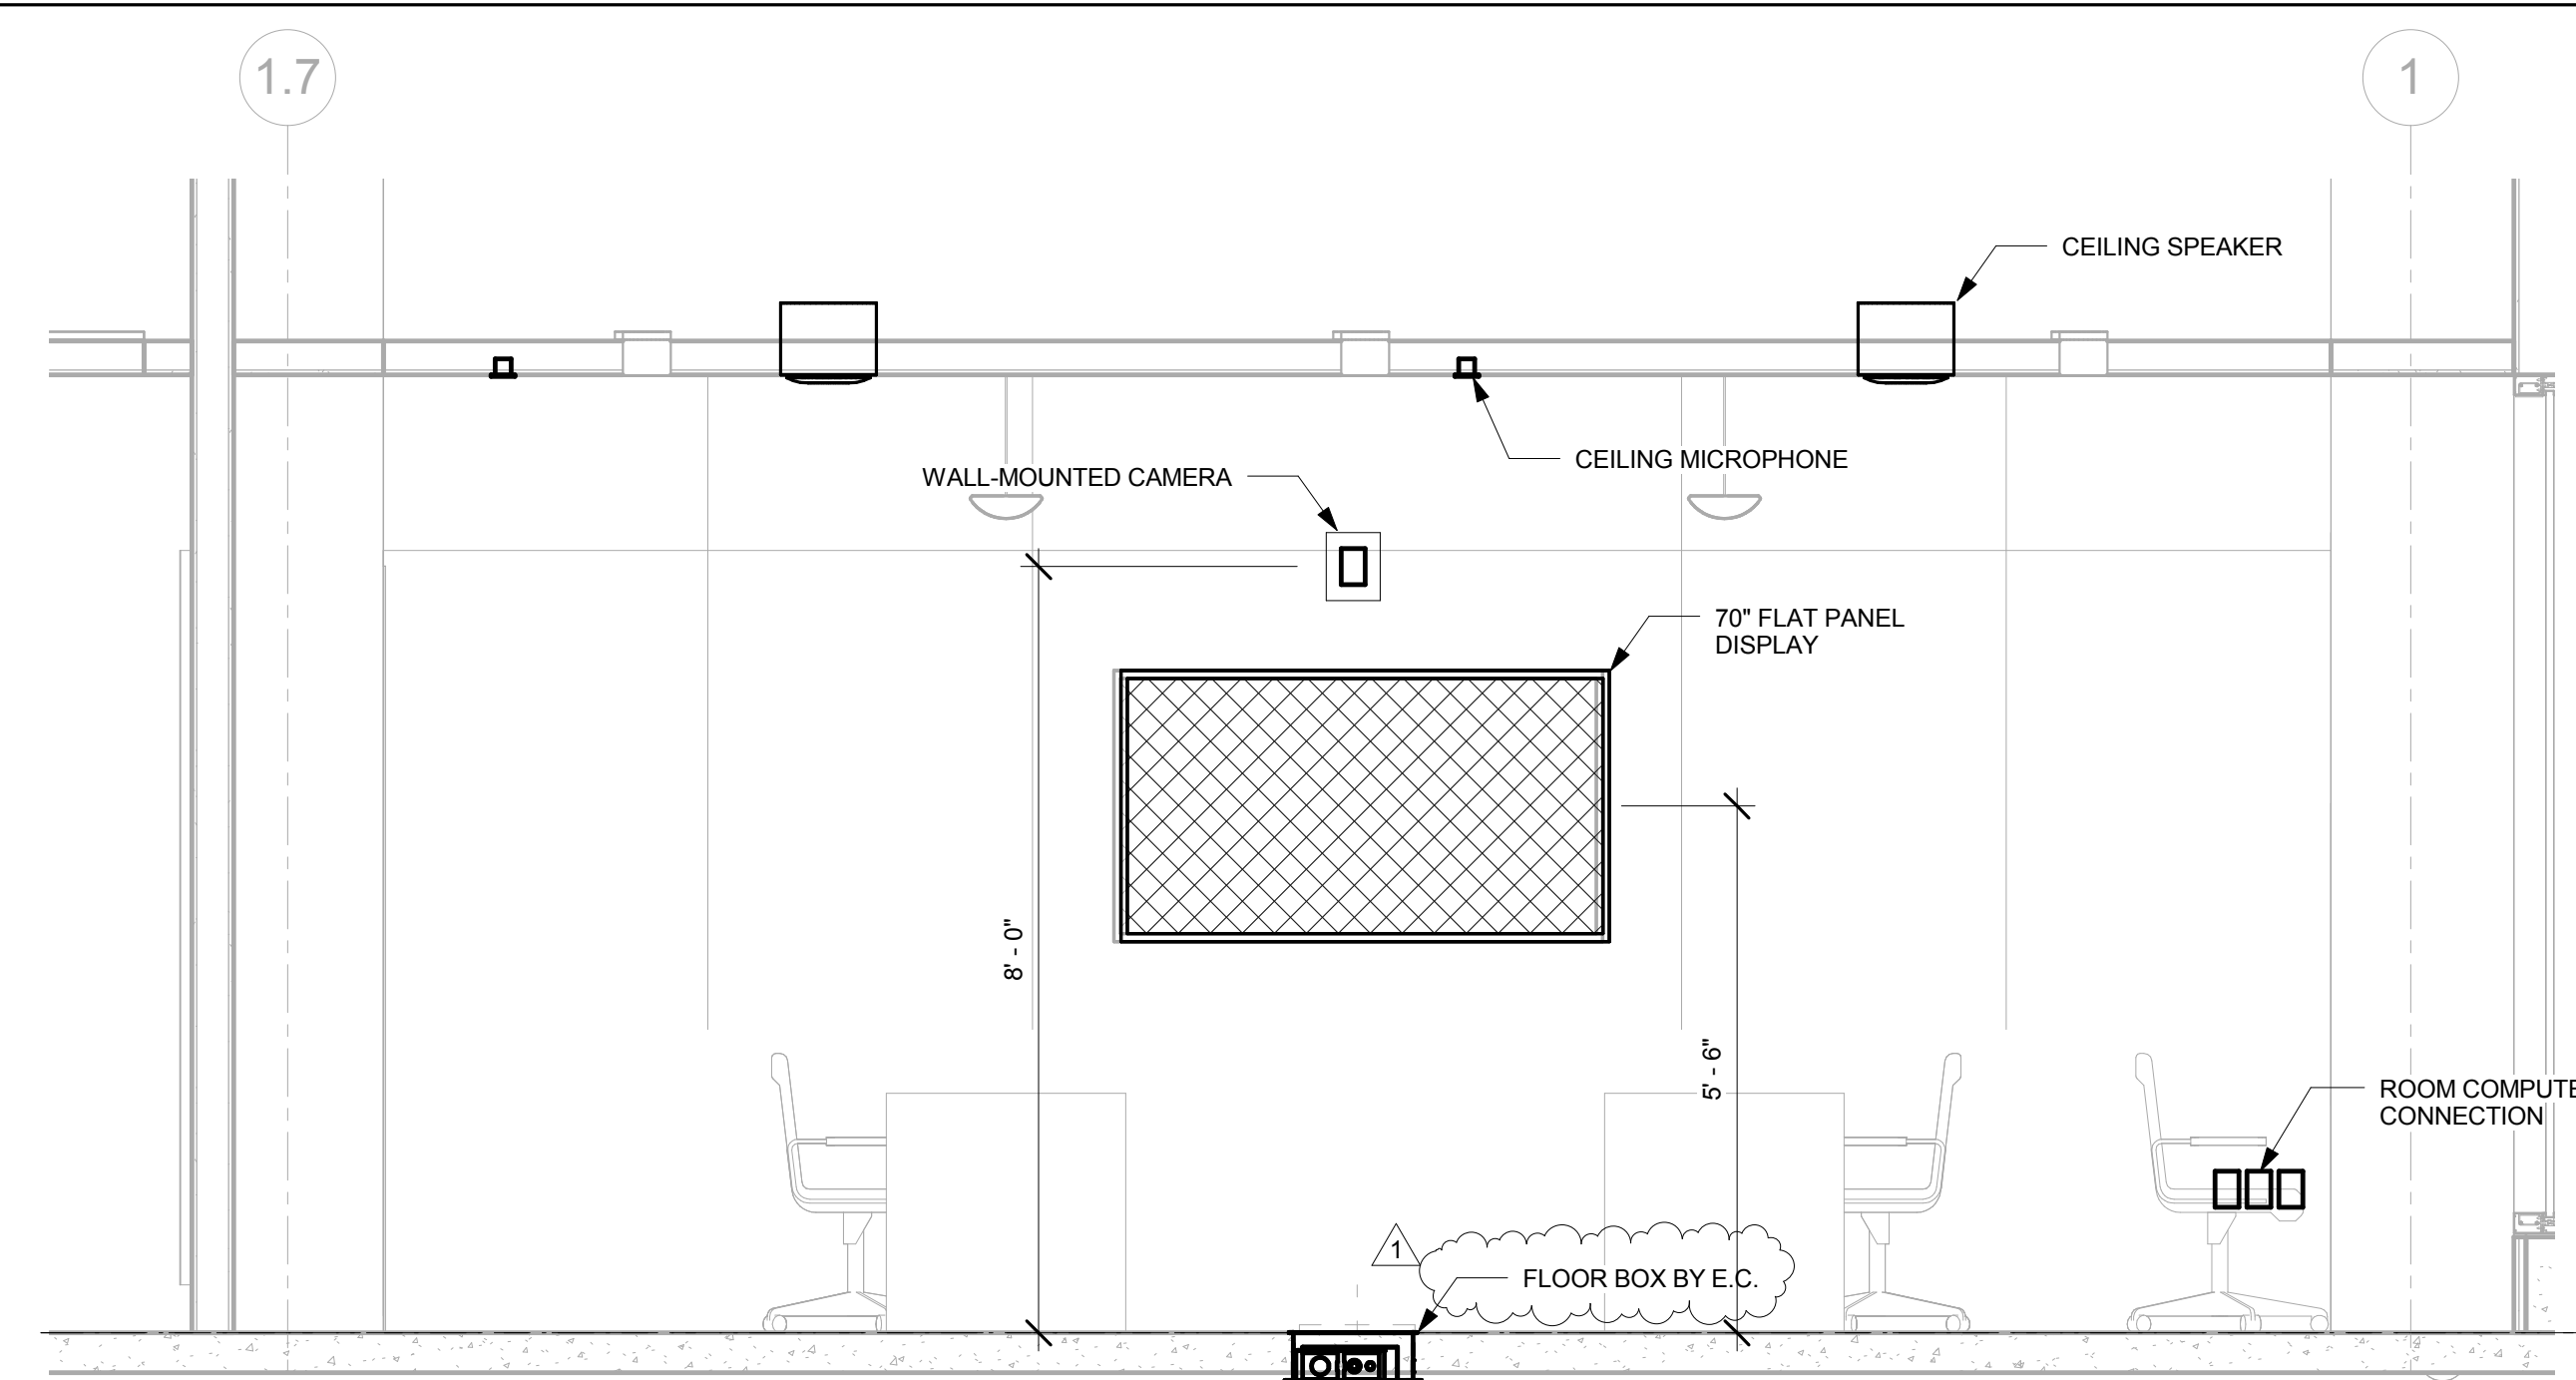 1.7
1
CEILING SPEAKER
CEILING MICROPHONE
WALL-MOUNTED CAMERA
70" FLAT PANEL
DISPLAY
8' - 0"
5' - 6"
ROOM COMPUTE
CONNECTION
1
FLOOR BOX BY E.C.